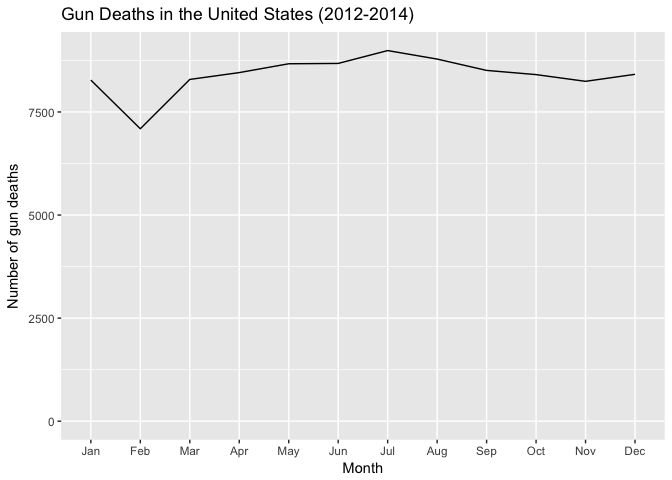 Gun Deaths in the United States (2012-2014)
Number of gun deaths
7500
5000
2500
0
Jan Feb Mar Apr May Jun Jul Aug Sep Oct Nov Dec
Month